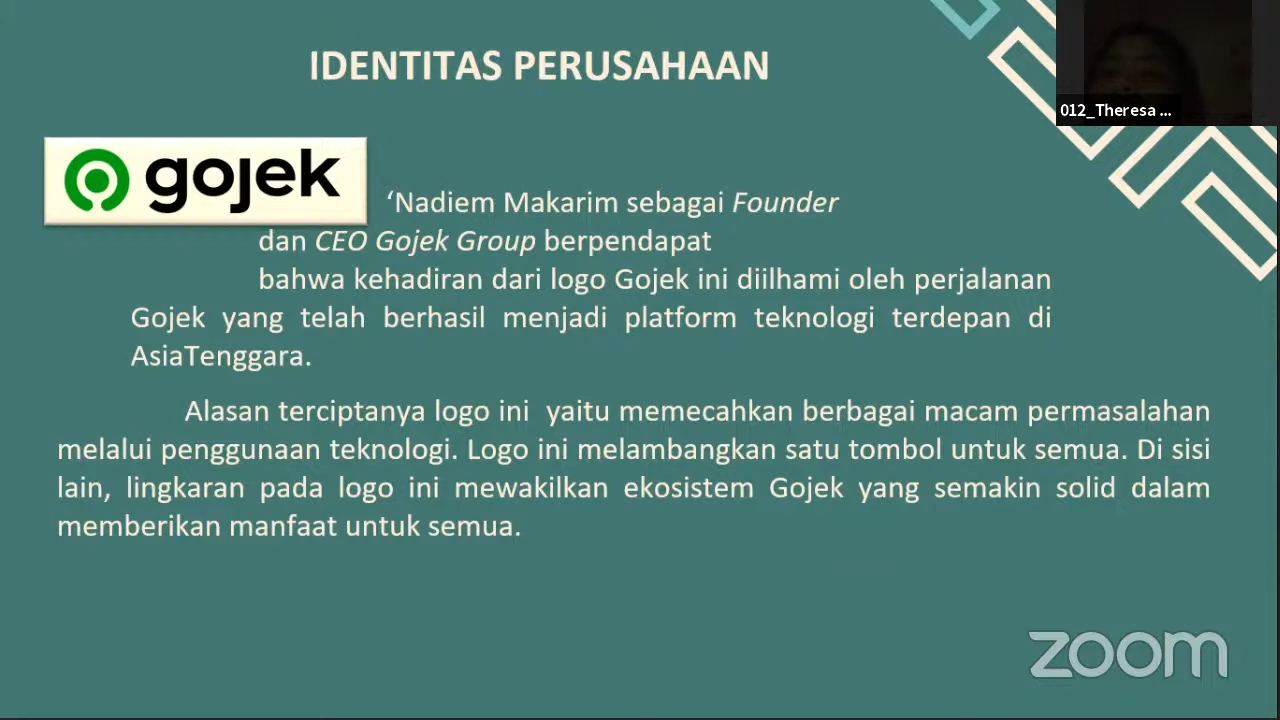 IDENTITAS PERUSAHAAN
012_Theresa ...
gojek
‘Nadiem Makarim sebagai Founder
dan CEO Gojek Group berpendapat
bahwa kehadiran dari logo Gojek ini diilhami oleh perjalanan
Gojek yang telah berhasil menjadi platform teknologi terdepan di
AsiaTenggara.
Alasan terciptanya logo ini yaitu memecahkan berbagai macam permasalahan
melalui penggunaan teknologi. Logo ini melambangkan satu tombol untuk semua. Di sisi
lain, lingkaran pada logo ini mewakilkan ekosistem Gojek yang semakin solid dalam
memberikan manfaat untuk semua.
zoom